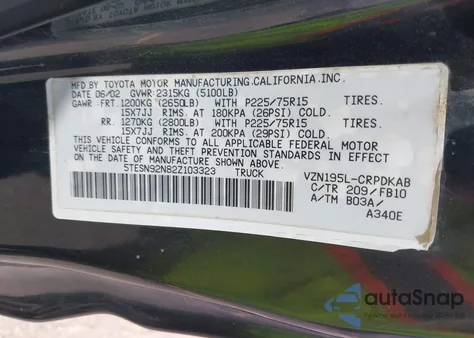 MFD. BY TOYOTA MOTOR MANUFACTURING,CALIFORNIA.INC.
DATE 06/02 GVWR 2315KG (5100LB)
GAWR FRT. 1200KG (2650LB) WITH P225/75R15 TIRES.
15X7JJ RIMS. AT 180KPA (26PSI) COLD.
RR. 1270KG (2800LB) WITH P225/75R15 TIRES.
15X7JJ RIMS. AT 200KPA (29PSI) COLD.
THIS VEHICLE CONFORMS TO ALL APPLICABLE
FEDERAL MOTOR VEHICLE SAFETY STANDARDS IN
EFFECT ON THE DATE OF MANUFACTURE SHOWN ABOVE.
5TESN92N82Z103323 TRUCK
VZN195L-CRPDKAB
C/TR 209/FB10
A/TM B03A/
A340E
autoSnap